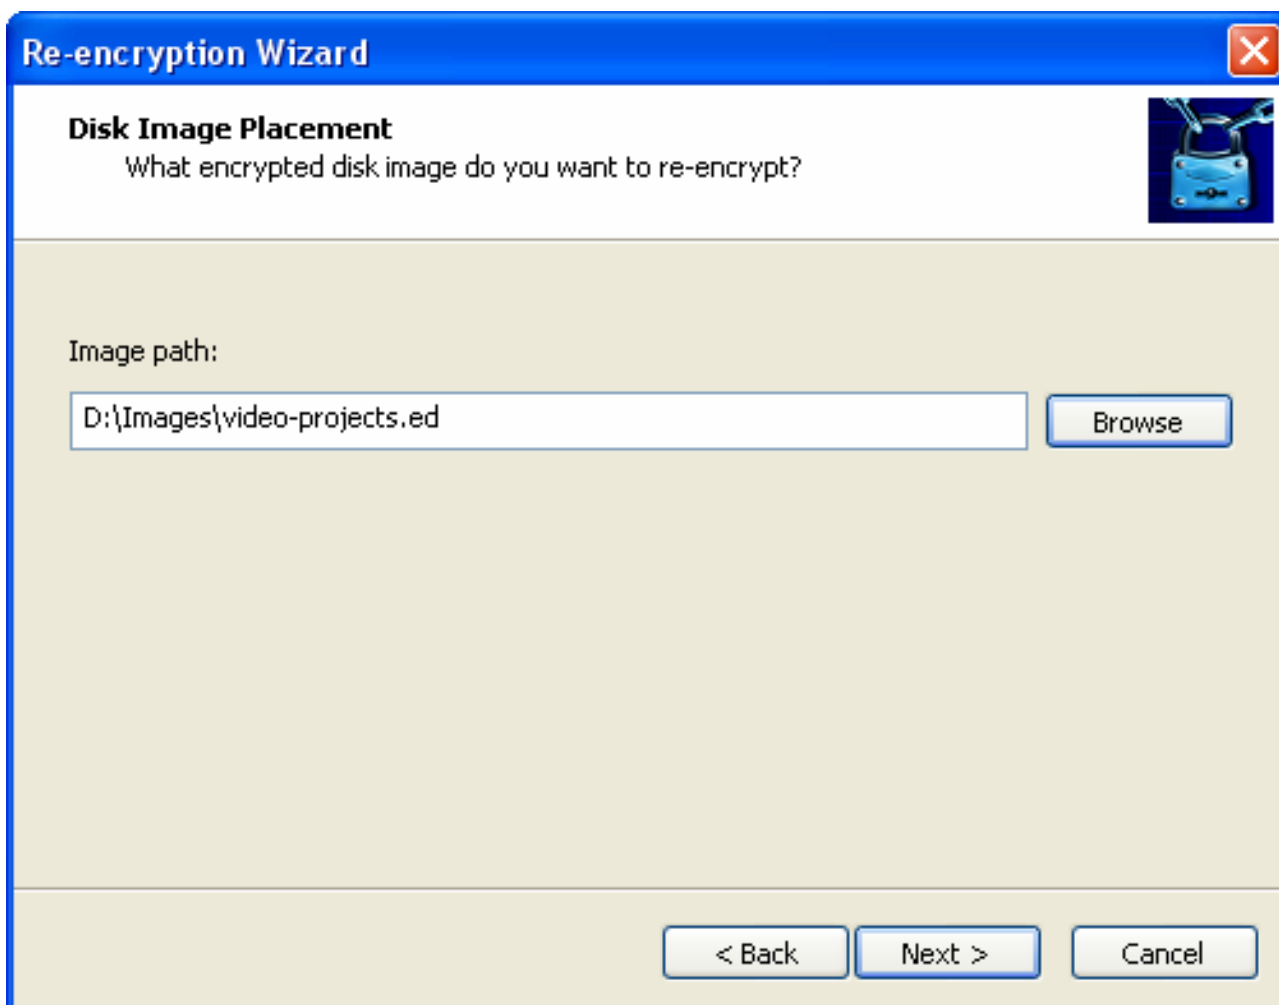 Re-encryption Wizard
Disk Image Placement
What encrypted disk image do you want to re-encrypt?
Image path:
D:\Images\video-projects.ed
Browse
< Back
Next >
Cancel